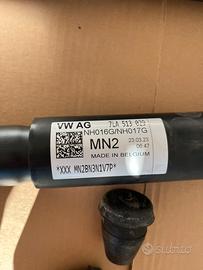 VW AG 7LA 513 029
NH016G/NH017G
MN2
23.03.23
06:47
MADE IN BELGIUM
*XXX MN2BN3N1V7P*
Subito